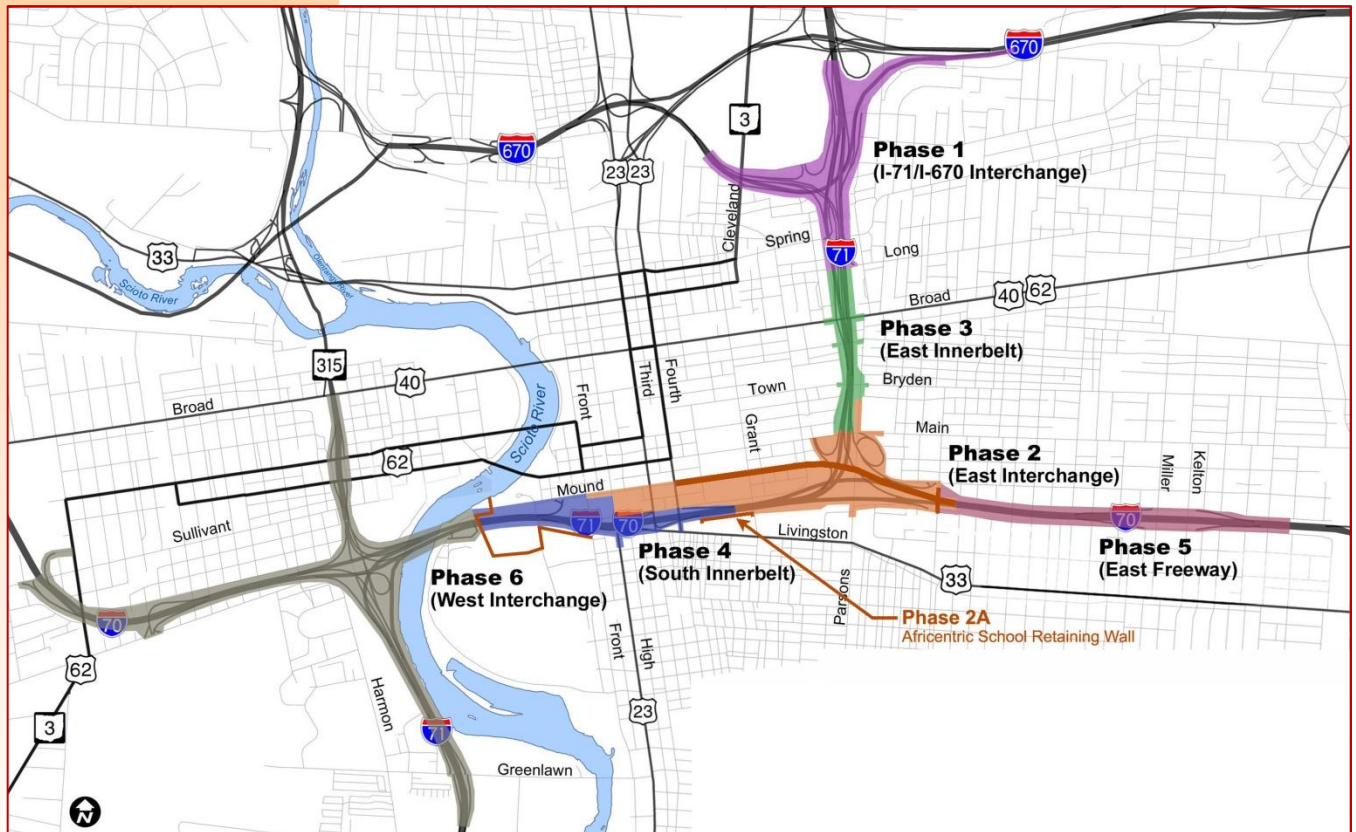 670
3
670
23
23
Phase 1
(I-71/I-670 Interchange)
Cleveland
Spring
71
Long
33
Olentangy River
Scioto River
Broad
40
62
Phase 3
(East Innerbelt)
315
40
Front
Third
Fourth
Town
Bryden
Broad
Scioto River
Grant
Main
62
Phase 2
(East Interchange)
Miller
Kelton
Mound
Sullivant
71
70
Livingston
70
Phase 4
(South Innerbelt)
Phase 5
(East Freeway)
Phase 6
(West Interchange)
33
Parsons
Phase 2A
Africentric School Retaining Wall
70
62
Front
High
3
Harmon
71
23
Greenlawn
N